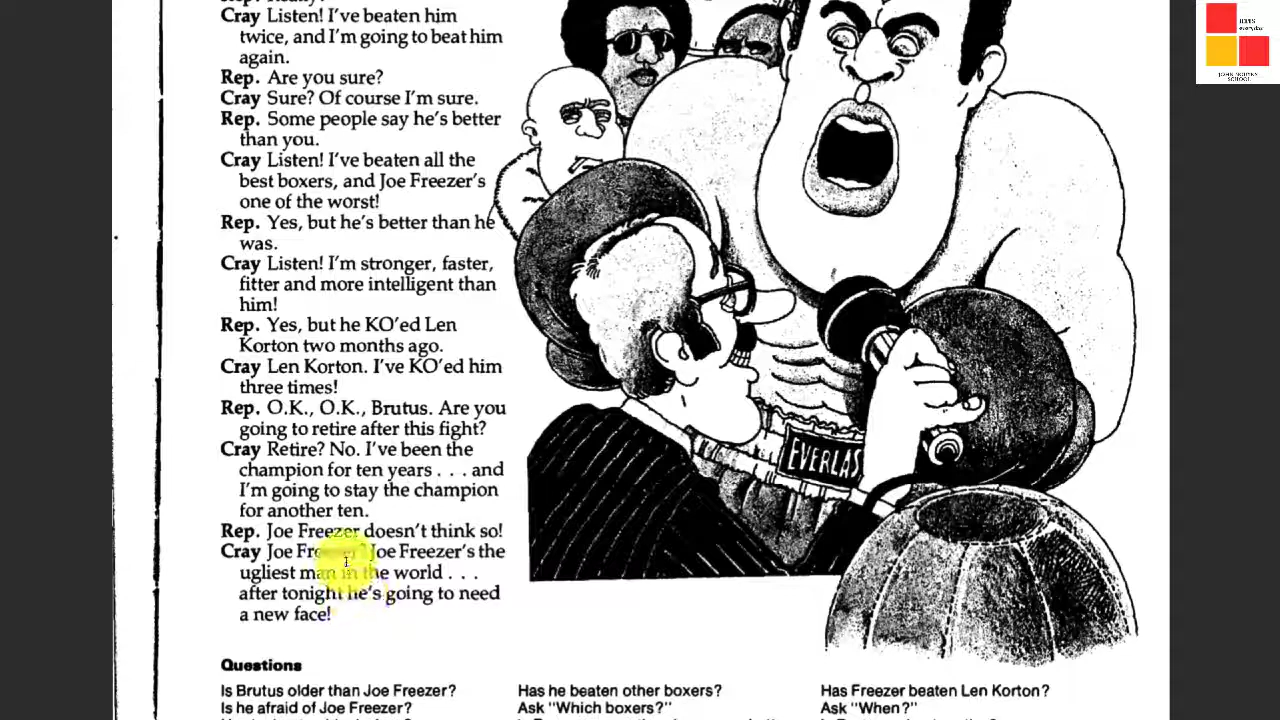 Cray Listen! I've beaten him
twice, and I'm going to beat him
again.
Rep. Are you sure?
Cray Sure? Of course I'm sure.
Rep. Some people say he's better
than you.
Cray Listen! I've beaten all the
best boxers, and Joe Freezer's
one of the worst!
Rep. Yes, but he's better than he
was.
Cray Listen! I'm stronger, faster,
fitter and more intelligent than
him!
Rep. Yes, but he KO'ed Len
Korton two months ago.
Cray Len Korton. I've KO'ed him
three times!
Rep. O.K., O.K., Brutus. Are you
going to retire after this fight?
Cray Retire? No. I've been the
champion for ten years . . . and
I'm going to stay the champion
for another ten.
Rep. Joe Freezer doesn't think so!
Cray Joe Freezer? Joe Freezer's the
ugliest man in the world . . .
after tonight he's going to need
a new face!
EVERLAS
Questions
Is Brutus older than Joe Freezer?
Is he afraid of Joe Freezer?
Has he beaten other boxers?
Ask "Which boxers?"
Has Freezer beaten Len Korton?
Ask "When?"
SCHOOL